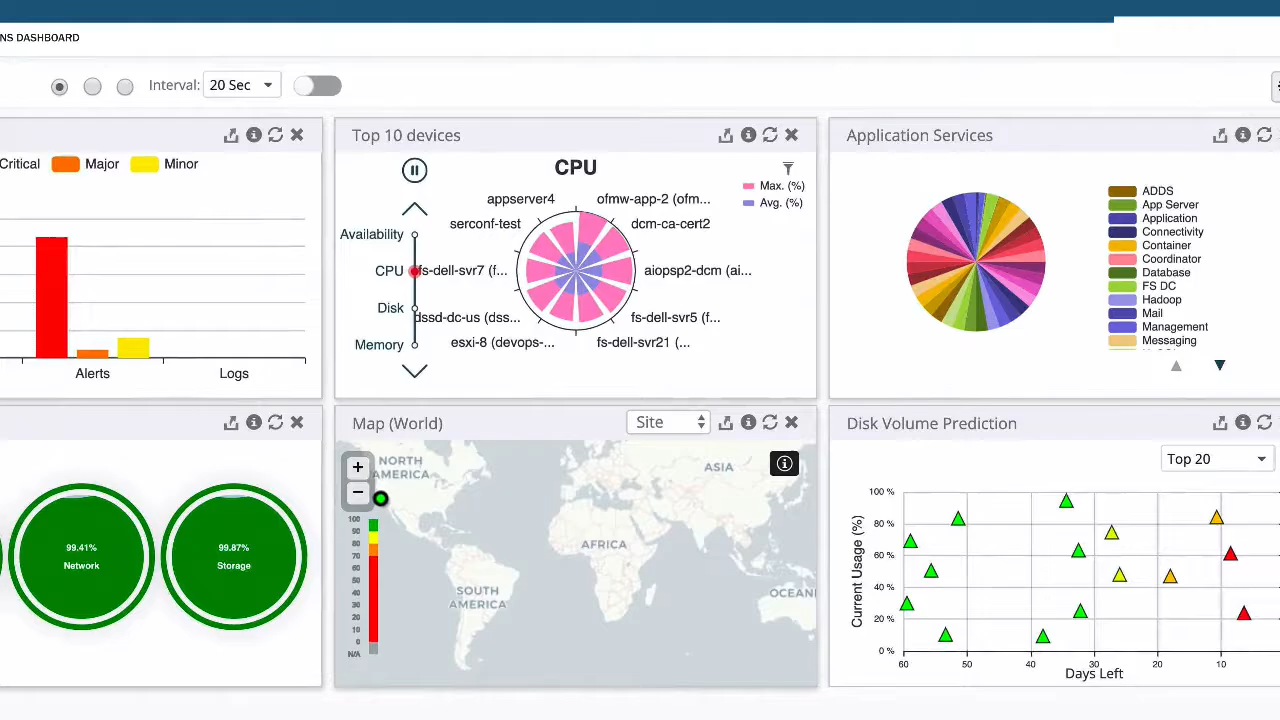 NS DASHBOARD
Interval: 20 Sec
Critical Major Minor
Alerts Logs
Top 10 devices
CPU
Max. (%)
Avg. (%)
Availability
CPU
Disk
Memory
appserver4
ofmw-app-2 (ofm...
serconf-test
dcm-ca-cert2
fs-dell-svr7 (f...
aiopsp2-dcm (ai...
dssd-dc-us (dss...
fs-dell-svr5 (f...
esxi-8 (devops-...
fs-dell-svr21 (...
Application Services
ADDS
App Server
Application
Connectivity
Container
Coordinator
Database
FS DC
Hadoop
Mail
Management
Messaging
99.41%
Network
99.87%
Storage
Map (World)
Site
+
−
NORTH
AMERICA
ASIA
AFRICA
SOUTH
AMERICA
OCEANI
100
90
80
70
60
50
40
30
20
10
0
N/A
Disk Volume Prediction
Top 20
Current Usage (%)
100 %
80 %
60 %
40 %
20 %
0 %
60 50 40 30 20 10
Days Left